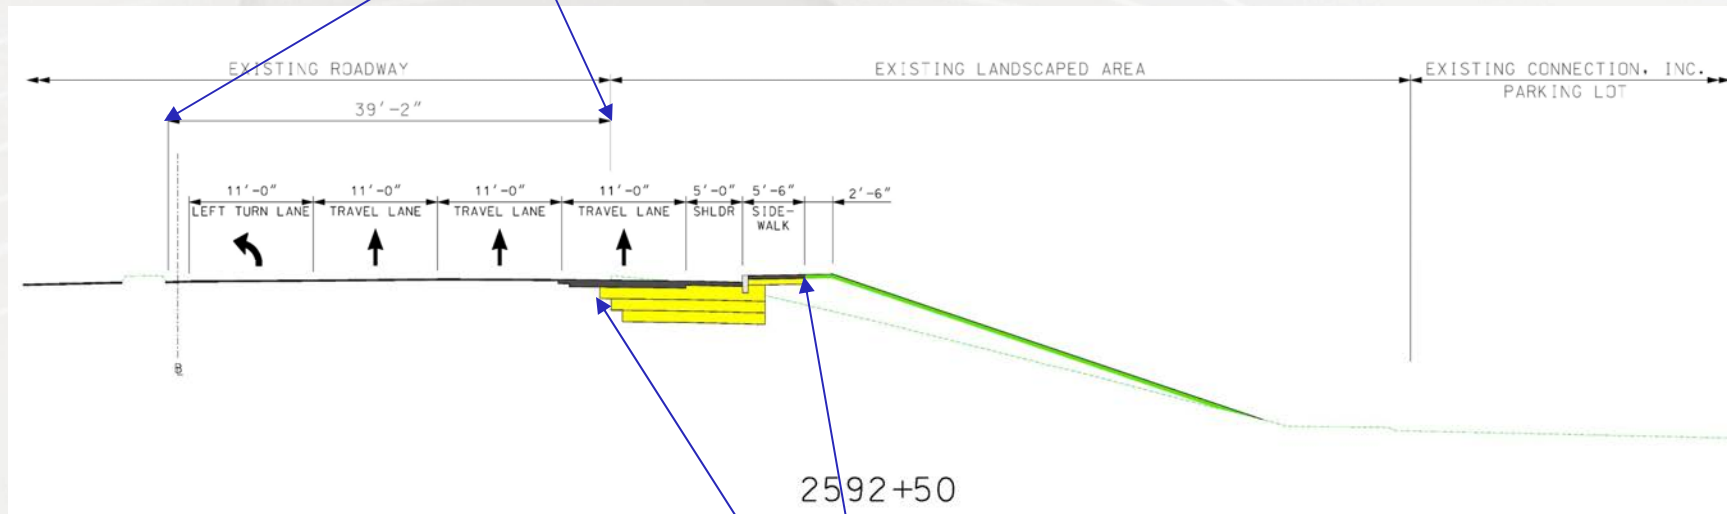 EXISTING ROADWAY
EXISTING LANDSCAPED AREA
EXISTING CONNECTION, INC.
PARKING LOT
39'-2"
11'-0"
11'-0"
11'-0"
11'-0"
5'-0"
5'-6"
2'-6"
LEFT TURN LANE
TRAVEL LANE
TRAVEL LANE
TRAVEL LANE
SHLDR
SIDE-
WALK
2592+50